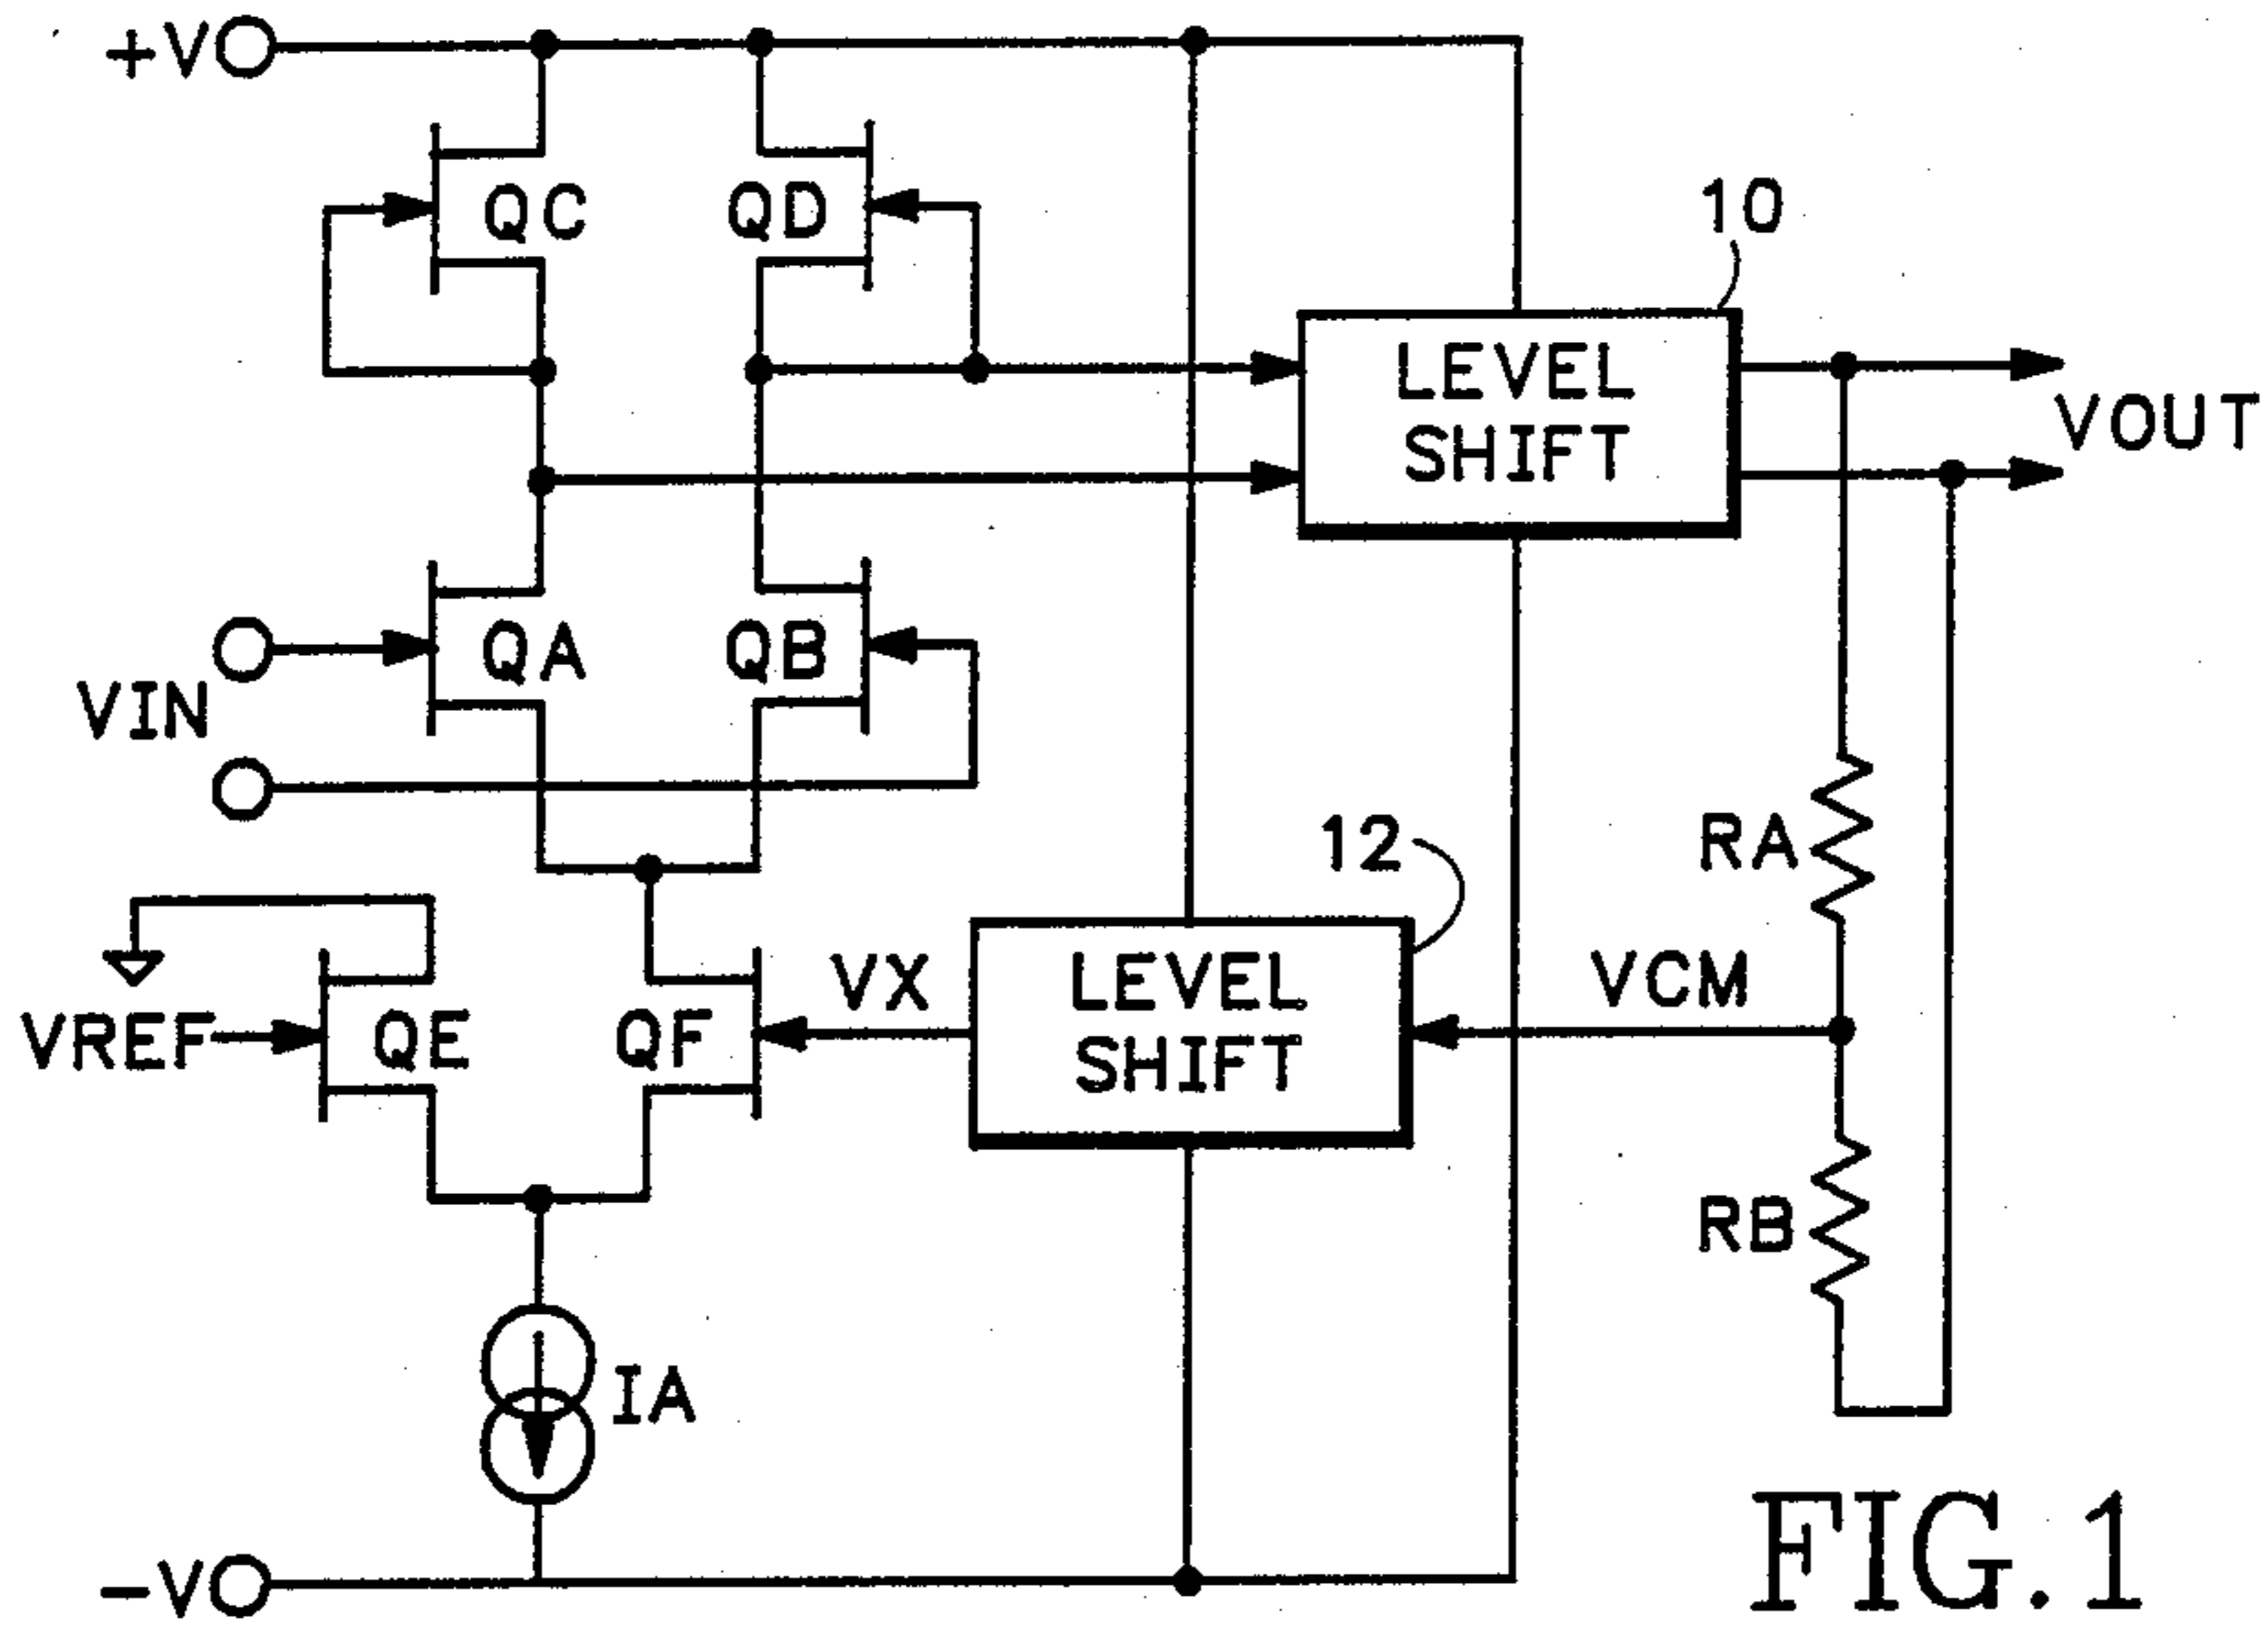 +V
QC
QD
10
LEVEL
SHIFT
VOUT
QA
QB
VIN
12
RA
LEVEL
SHIFT
VX
VCM
VREF
QE
QF
RB
IA
-V
FIG.1